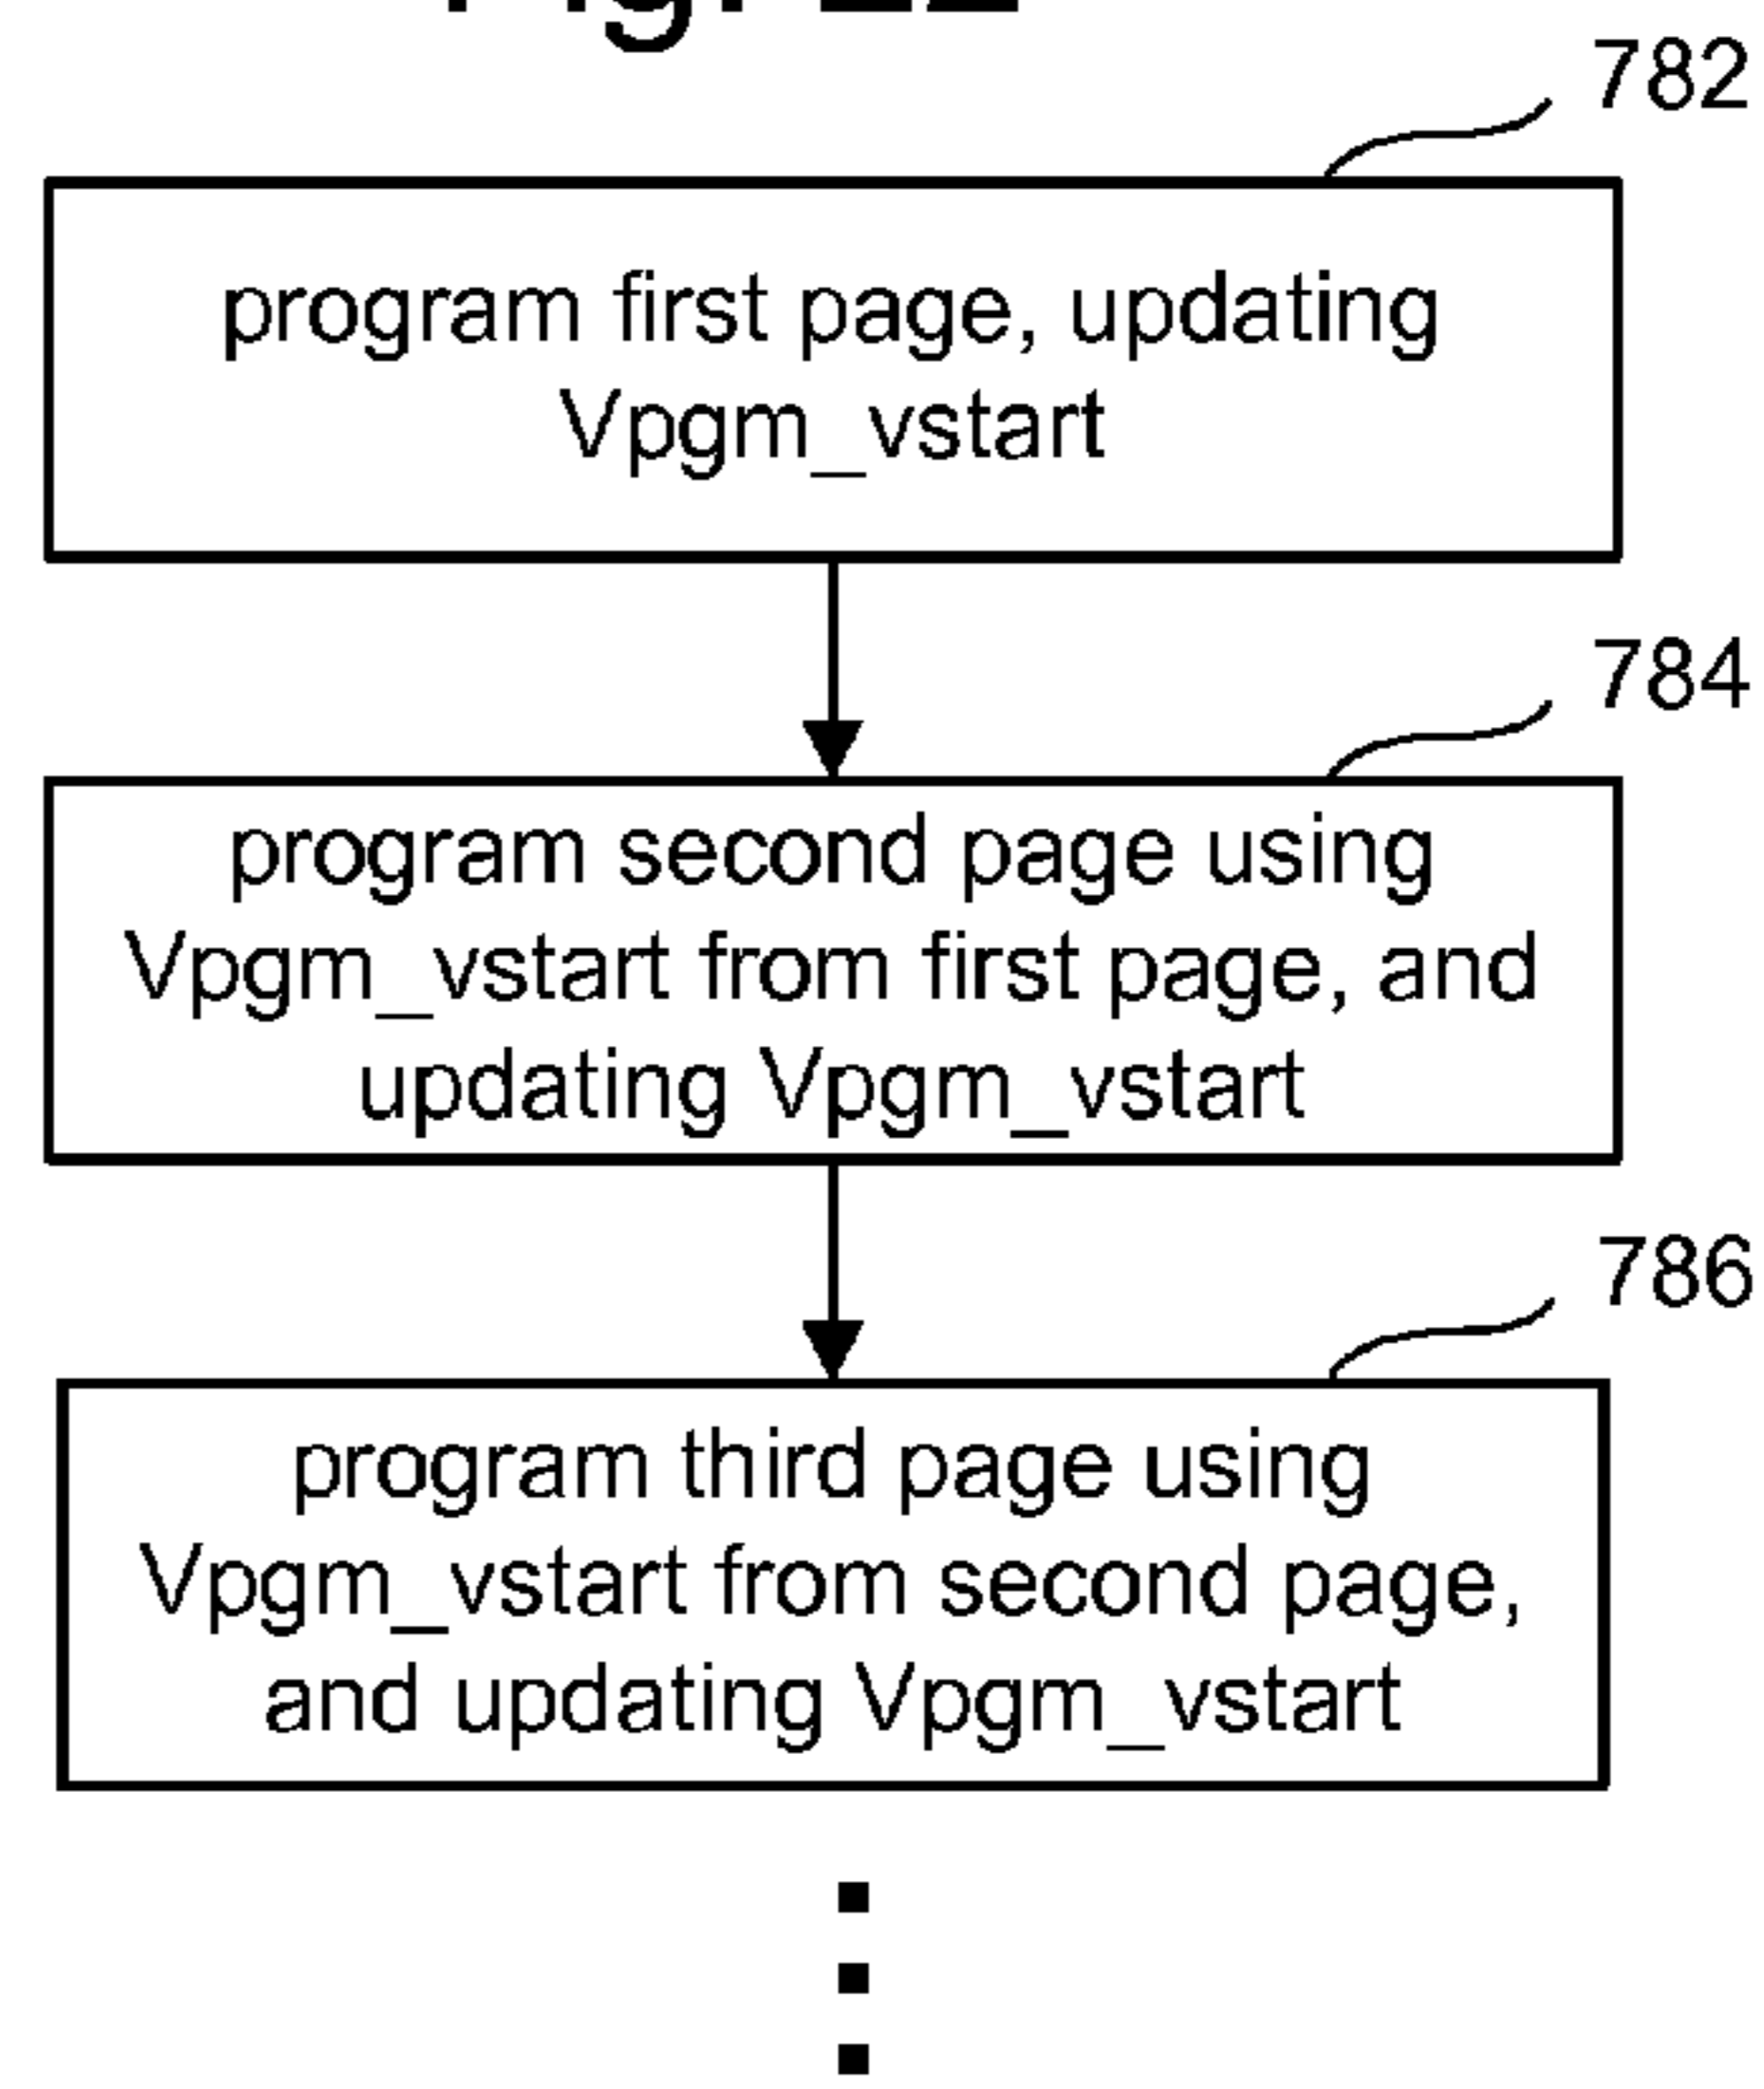 782
program first page, updating
Vpgm_vstart
784
program second page using
Vpgm_vstart from first page, and
updating Vpgm_vstart
786
program third page using
Vpgm_vstart from second page,
and updating Vpgm_vstart